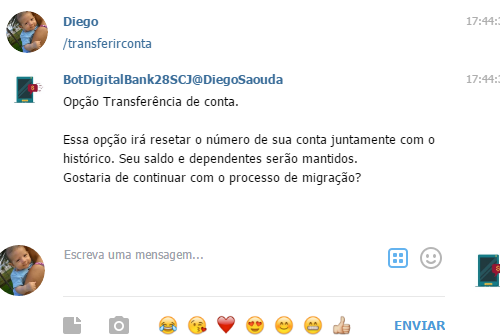 Diego 17:44:
/transferirconta
BotDigitalBank28SCJ@DiegoSaouda 17:44:
Opção Transferência de conta.
Essa opção irá resetar o número de sua conta juntamente com o
histórico. Seu saldo e dependentes serão mantidos.
Gostaria de continuar com o processo de migração?
Escreva uma mensagem...
ENVIAR